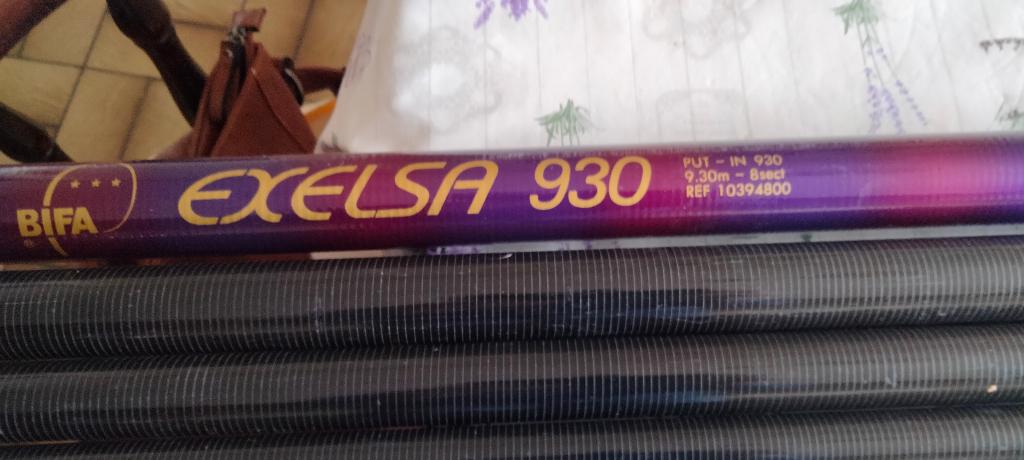 BIFA
EXELSA 930
PUT - IN 930
9.30m - 8sect
REF 10394800